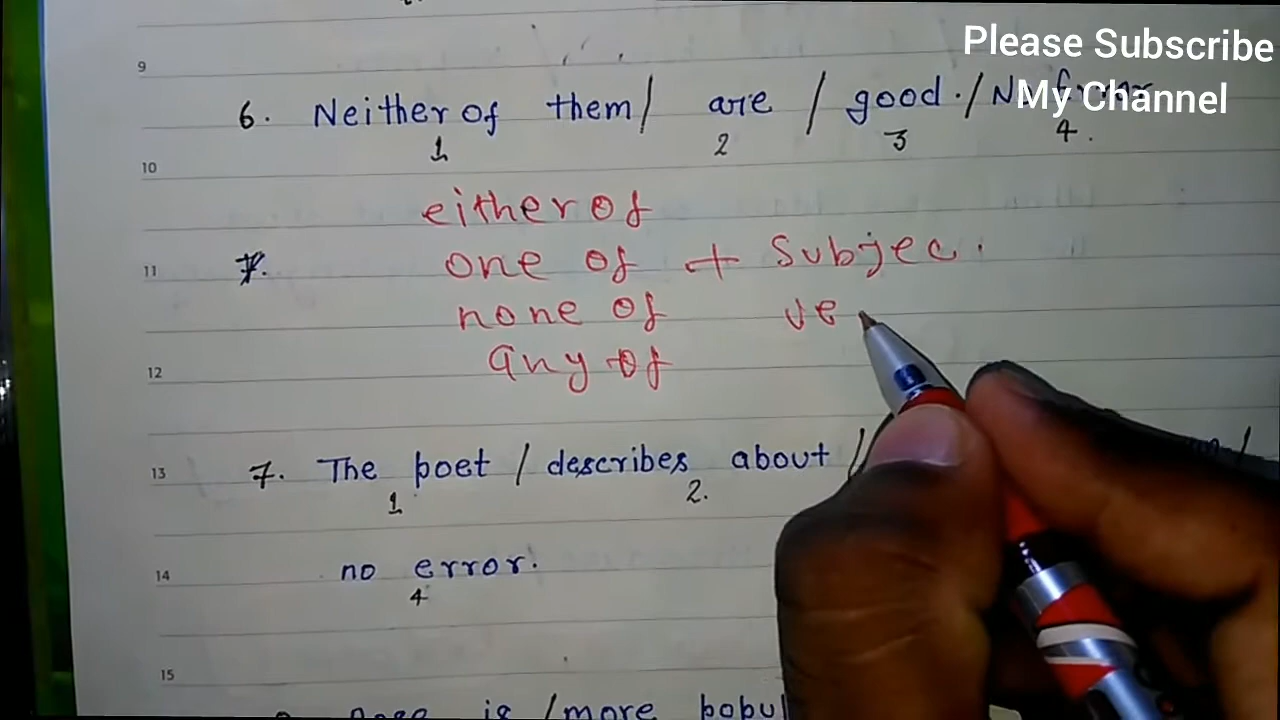 Please Subscribe
My Channel
9
6. Neither of them / are / good. / No Error
1 2 3 4.
10
either of
11 7. one of + Subjec.
none of ve
12 any of
13 7. The poet / describes about /
1 2.
14 no error.
4
15
is / more